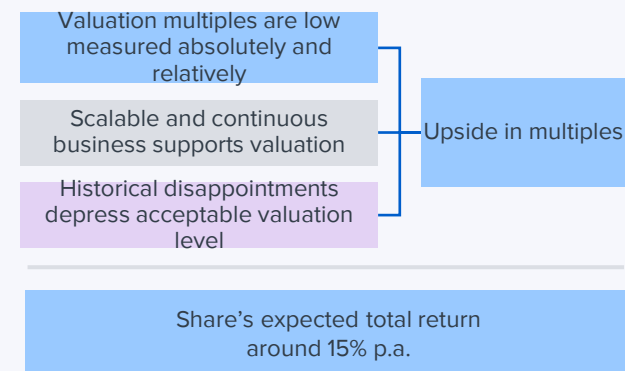 Valuation multiples are low
measured absolutely and
relatively
Scalable and continuous
business supports valuation
Historical disappointments
depress acceptable valuation
level
Upside in multiples
Share’s expected total return
around 15% p.a.